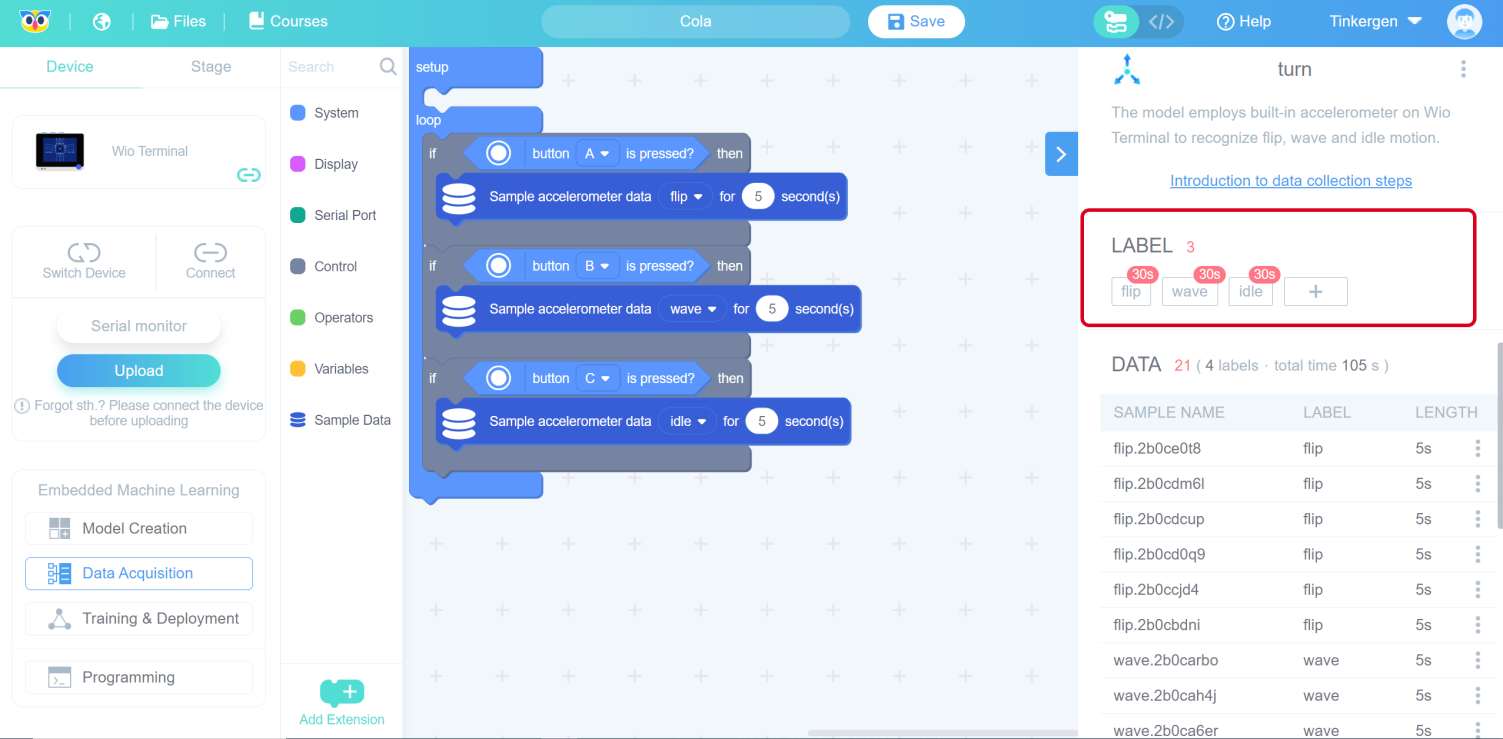 Files
Courses
Cola
Save
</>
Help
Tinkergen
Device
Stage
Wio Terminal
Switch Device
Connect
Serial monitor
Upload
Forgot sth.? Please connect the device
before uploading
Embedded Machine Learning
Model Creation
Data Acquisition
Training & Deployment
Programming
Search
System
Display
Serial Port
Control
Operators
Variables
Sample Data
Add Extension
setup
loop
if button A is pressed? then
Sample accelerometer data flip for 5 second(s)
if button B is pressed? then
Sample accelerometer data wave for 5 second(s)
if button C is pressed? then
Sample accelerometer data idle for 5 second(s)
turn
The model employs built-in accelerometer on Wio
Terminal to recognize flip, wave and idle motion.
Introduction to data collection steps
LABEL 3
30s 30s 30s
flip wave idle +
DATA 21 ( 4 labels · total time 105 s )
SAMPLE NAME LABEL LENGTH
flip.2b0ce0t8 flip 5s
flip.2b0cdm6l flip 5s
flip.2b0cdcup flip 5s
flip.2b0cd0q9 flip 5s
flip.2b0ccjd4 flip 5s
flip.2b0cbdni flip 5s
wave.2b0carbo wave 5s
wave.2b0cah4j wave 5s
wave.2b0ca6er wave 5s